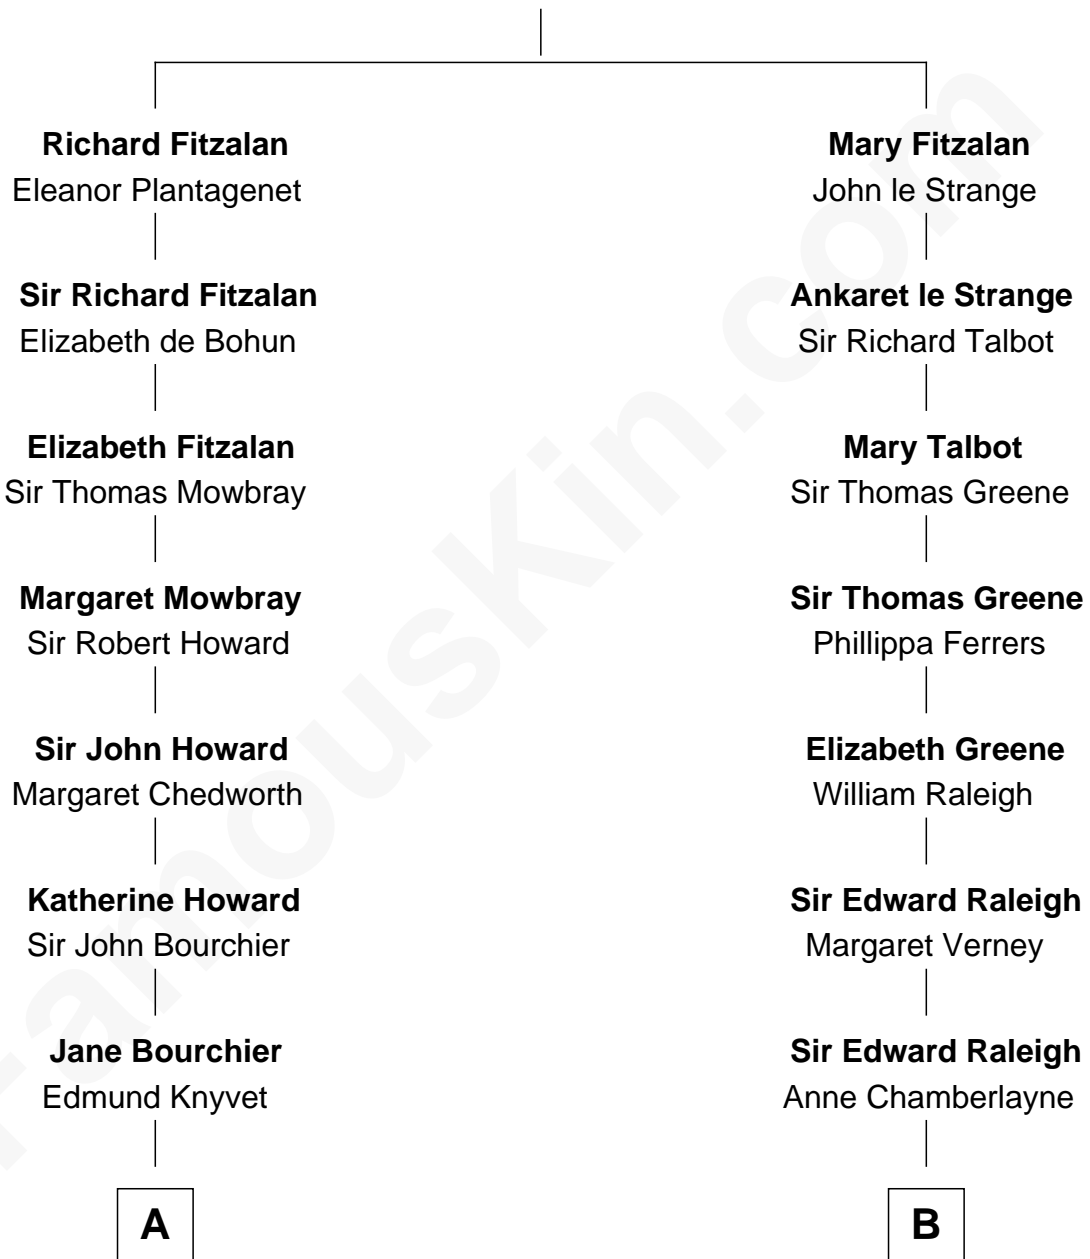 Richard Fitzalan
Eleanor Plantagenet
Sir Richard Fitzalan
Elizabeth de Bohun
Elizabeth Fitzalan
Sir Thomas Mowbray
Margaret Mowbray
Sir Robert Howard
Sir John Howard
Margaret Chedworth
Katherine Howard
Sir John Bourchier
Jane Bourchier
Edmund Knyvet
A
Mary Fitzalan
John le Strange
Ankaret le Strange
Sir Richard Talbot
Mary Talbot
Sir Thomas Greene
Sir Thomas Greene
Phillippa Ferrers
Elizabeth Greene
William Raleigh
Sir Edward Raleigh
Margaret Verney
Sir Edward Raleigh
Anne Chamberlayne
B
FamousKin.com